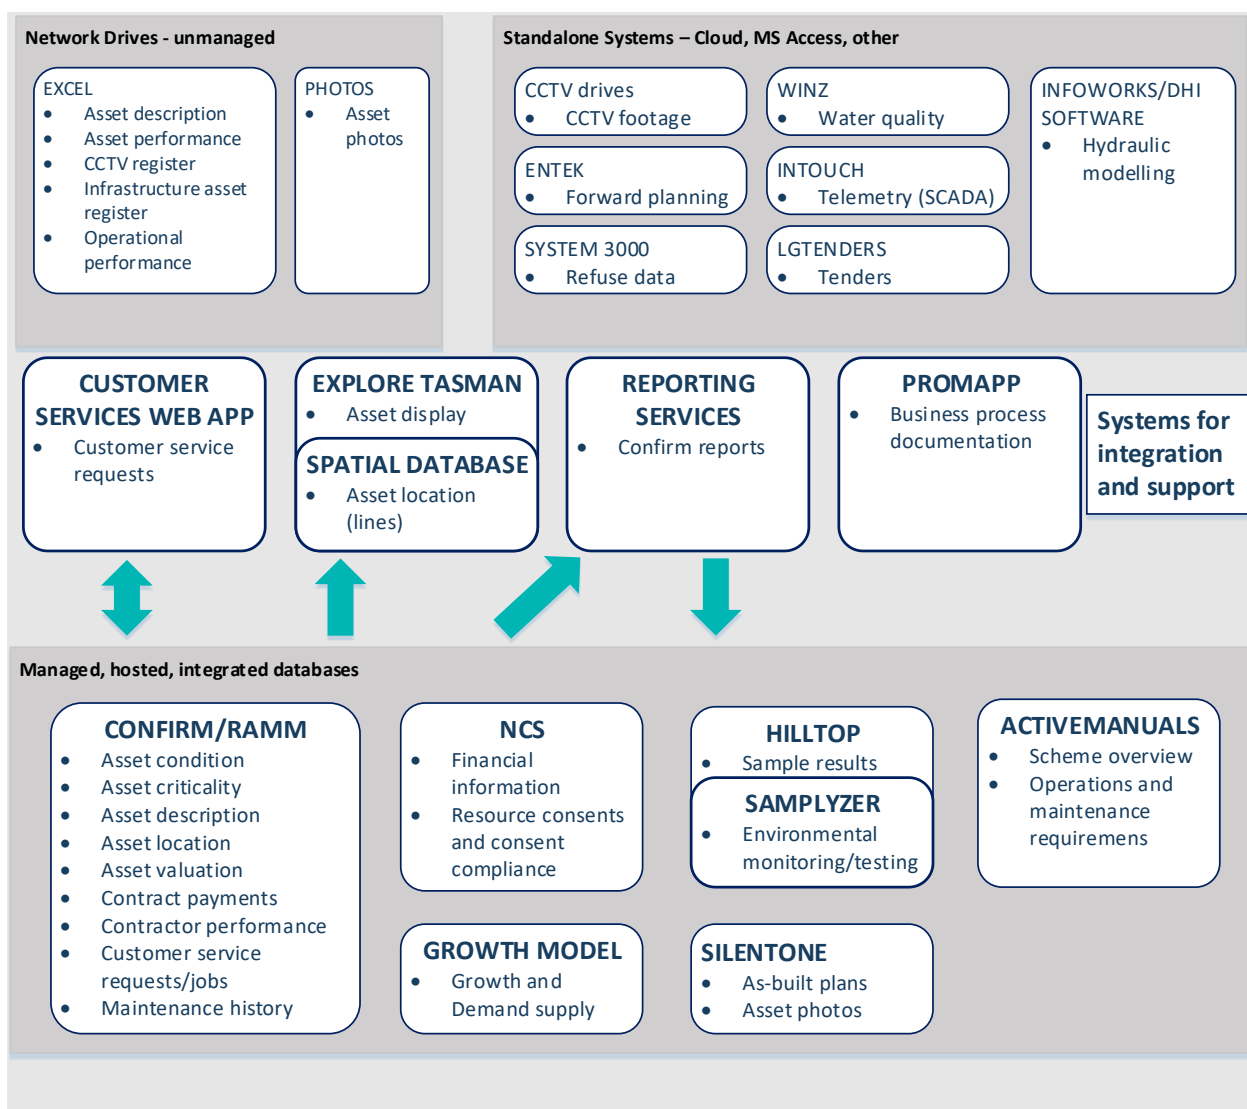 Network Drives - unmanaged
EXCEL
• Asset description
• Asset performance
• CCTV register
• Infrastructure asset
register
• Operational
performance
PHOTOS
• Asset
photos
Standalone Systems – Cloud, MS Access, other
CCTV drives
• CCTV footage
WINZ
• Water quality
INFOWORKS/DHI
SOFTWARE
• Hydraulic
modelling
ENTEK
• Forward planning
INTOUCH
• Telemetry (SCADA)
SYSTEM 3000
• Refuse data
LGTENDERS
• Tenders
CUSTOMER
SERVICES WEB APP
• Customer service
requests
EXPLORE TASMAN
• Asset display
SPATIAL DATABASE
• Asset location
(lines)
REPORTING
SERVICES
• Confirm reports
PROMAPP
• Business process
documentation
Systems for
integration
and support
Managed, hosted, integrated databases
CONFIRM/RAMM
• Asset condition
• Asset criticality
• Asset description
• Asset location
• Asset valuation
• Contract payments
• Contractor performance
• Customer service
requests/jobs
• Maintenance history
NCS
• Financial
information
• Resource consents
and consent
compliance
HILLTOP
• Sample results
SAMPLYZER
• Environmental
monitoring/testing
ACTIVEMANUALS
• Scheme overview
• Operations and
maintenance
requiremens
GROWTH MODEL
• Growth and
Demand supply
SILENTONE
• As-built plans
• Asset photos